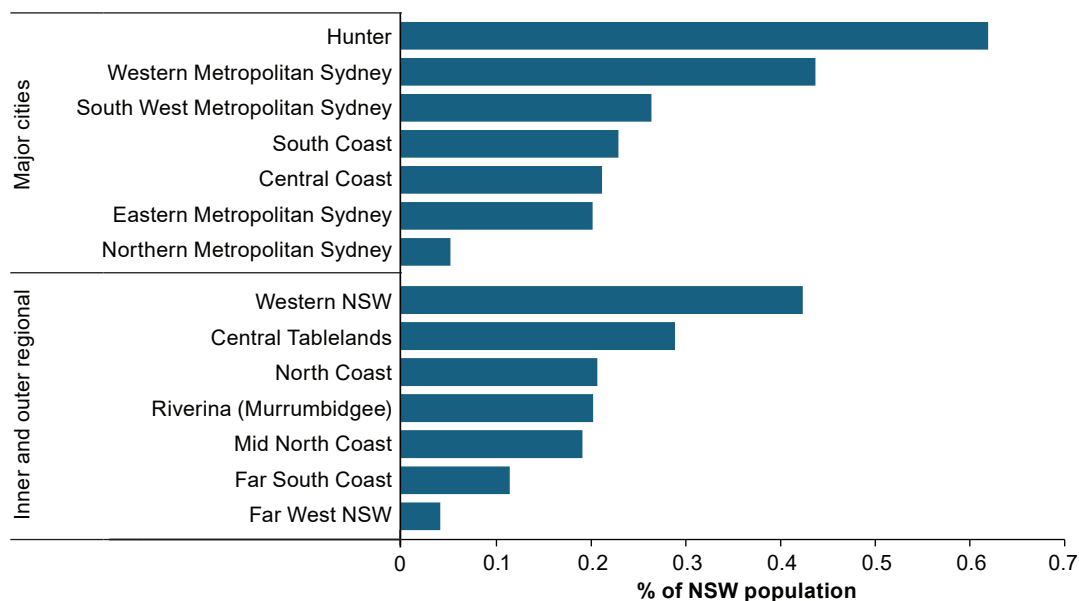 Major cities
Hunter
Western Metropolitan Sydney
South West Metropolitan Sydney
South Coast
Central Coast
Eastern Metropolitan Sydney
Northern Metropolitan Sydney
Inner and outer regional
Western NSW
Central Tablelands
North Coast
Riverina (Murrumbidgee)
Mid North Coast
Far South Coast
Far West NSW
0 0.1 0.2 0.3 0.4 0.5 0.6 0.7
% of NSW population